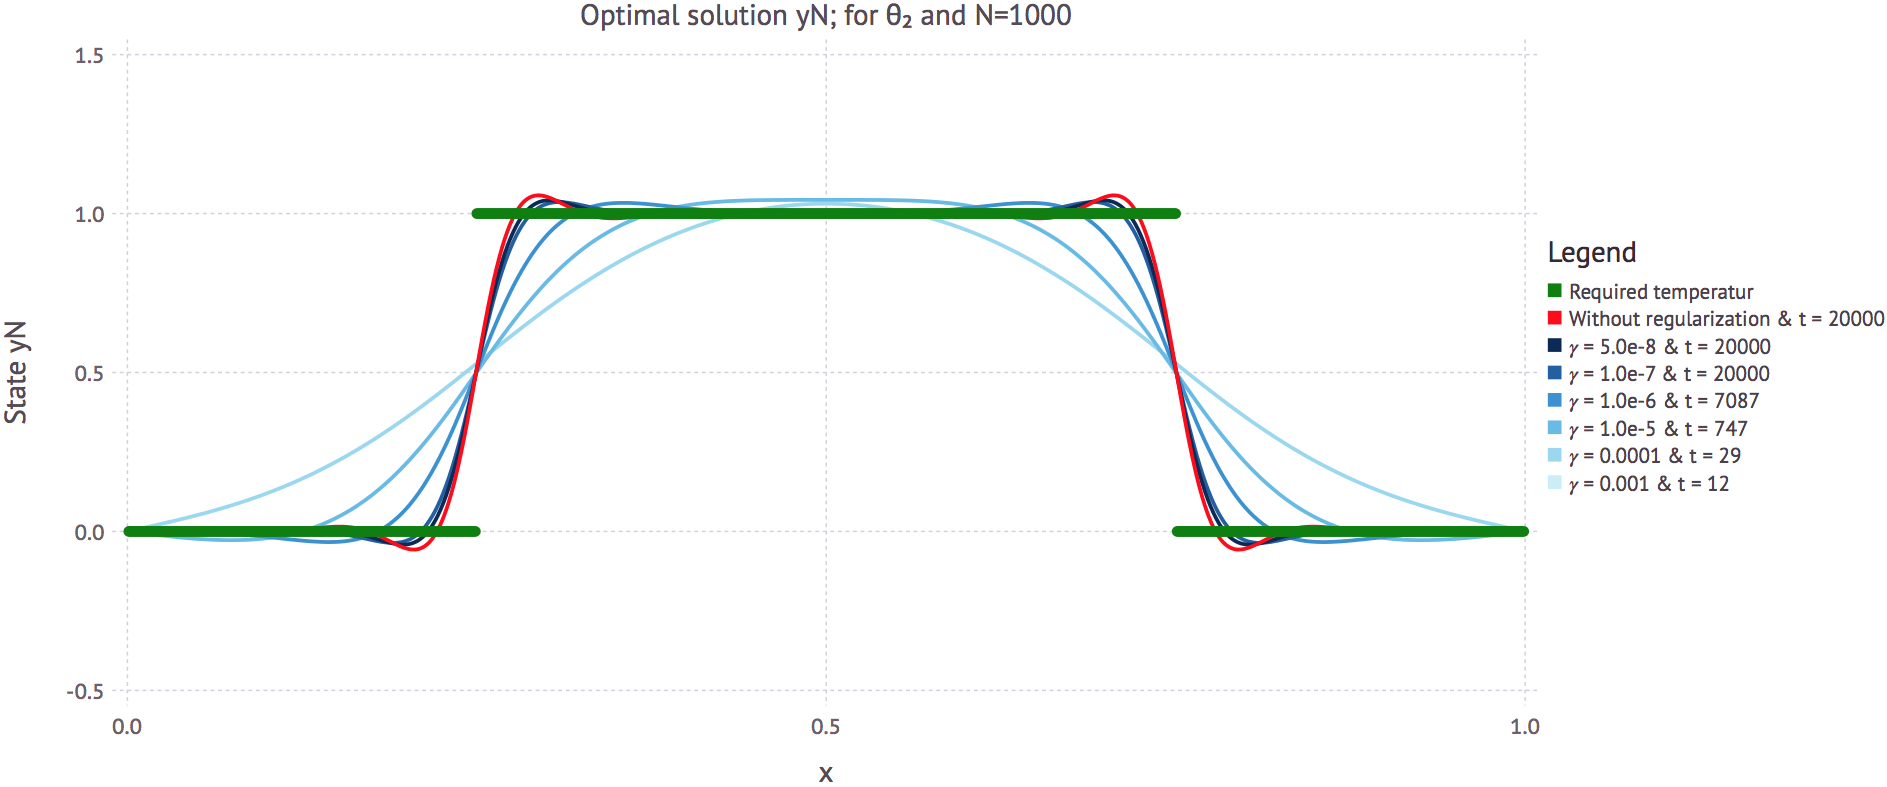 Optimal solution yN; for θ₂ and N=1000
1.5
1.0
0.5
0.0
-0.5
State yN
0.0
0.5
1.0
x
Legend
Required temperatur
Without regularization & t = 20000
γ = 5.0e-8 & t = 20000
γ = 1.0e-7 & t = 20000
γ = 1.0e-6 & t = 7087
γ = 1.0e-5 & t = 747
γ = 0.0001 & t = 29
γ = 0.001 & t = 12